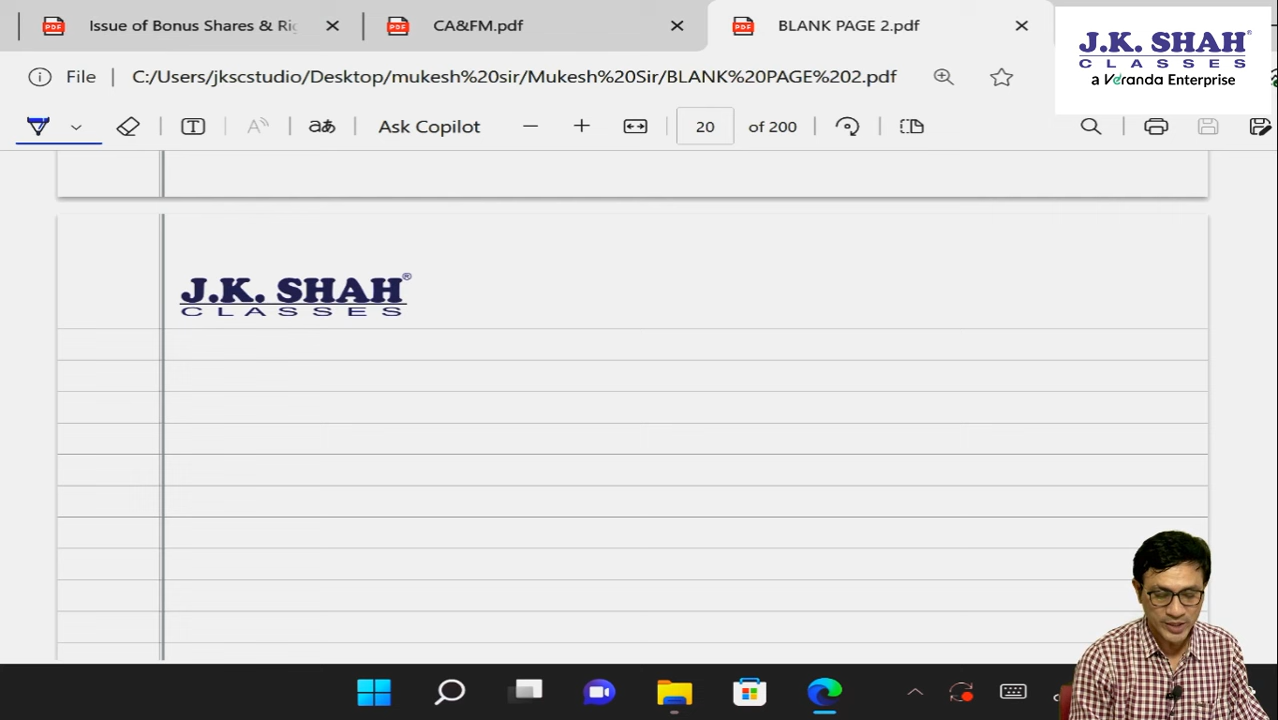 Issue of Bonus Shares & Rig
CA&FM.pdf
BLANK PAGE 2.pdf
J.K. SHAH®
CLASSES
a Veranda Enterprise
File
C:/Users/jkscstudio/Desktop/mukesh%20sir/Mukesh%20Sir/BLANK%20PAGE%202.pdf
Ask Copilot
20
of 200
J.K. SHAH®
CLASSES